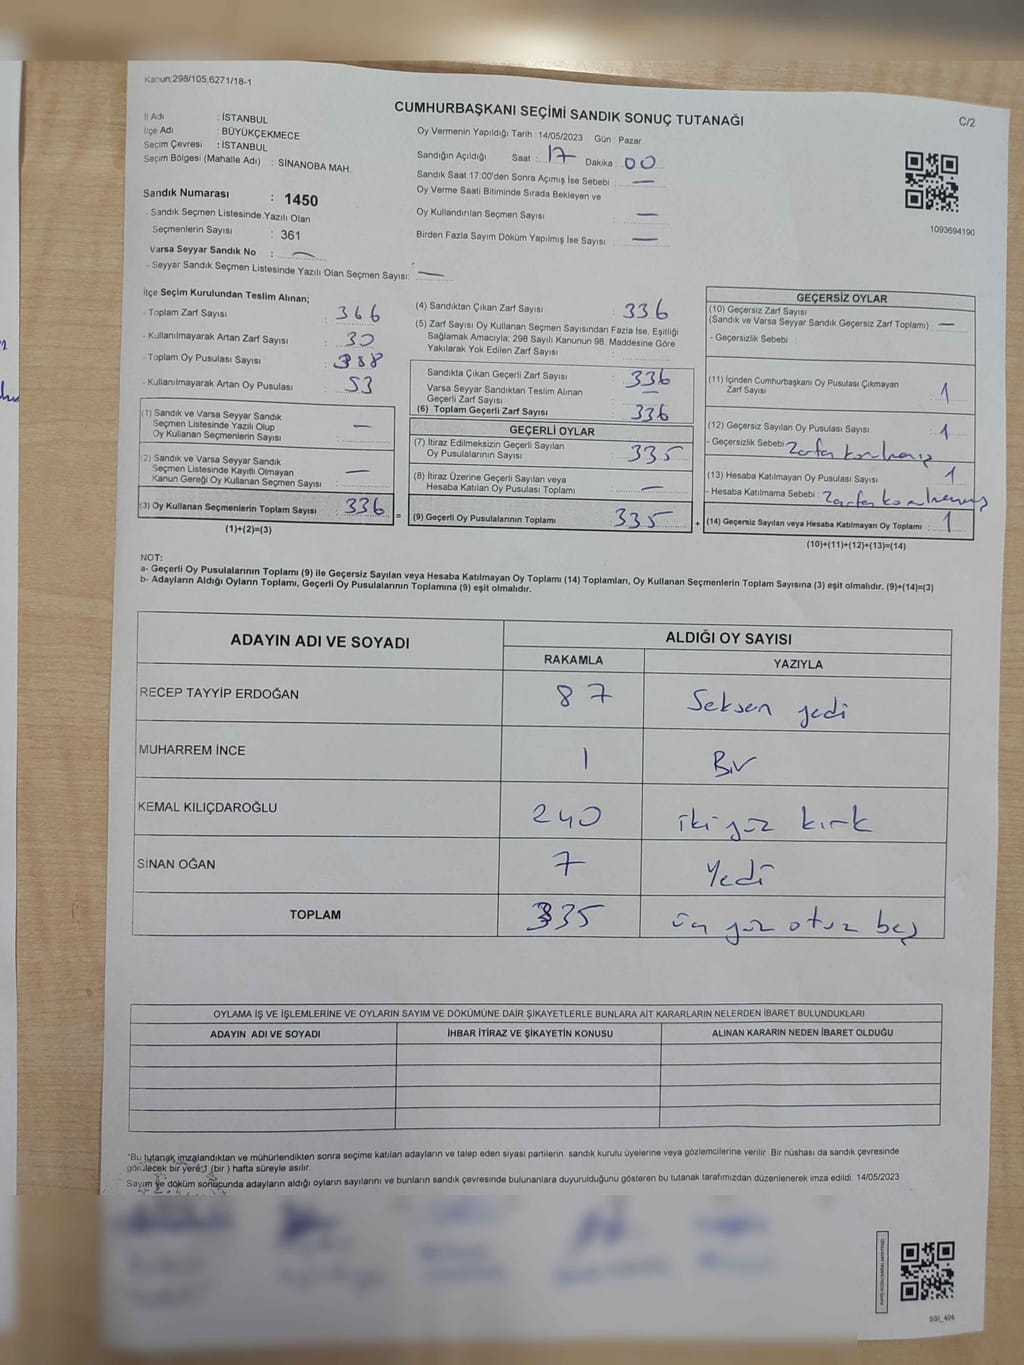 Kanun:298/105,6271/18-1
CUMHURBAŞKANI SEÇİMİ SANDIK SONUÇ TUTANAĞI
C/2
İl Adı : İSTANBUL
İlçe Adı : BÜYÜKÇEKMECE
Seçim Çevresi : İSTANBUL
Seçim Bölgesi (Mahalle Adı) : SİNANOBA MAH.
Sandık Numarası : 1450
- Sandık Seçmen Listesinde Yazılı Olan
Seçmenlerin Sayısı : 361
Varsa Seyyar Sandık No : —
- Seyyar Sandık Seçmen Listesinde Yazılı Olan Seçmen Sayısı: —
Oy Vermenin Yapıldığı Tarih :14/05/2023 Gün : Pazar
Sandığın Açıldığı Saat : 17 Dakika : 00
Sandık Saat 17:00'den Sonra Açımış İse Sebebi : —
Oy Verme Saati Bitiminde Sırada Bekleyen ve
Oy Kullandırılan Seçmen Sayısı : —
Birden Fazla Sayım Döküm Yapılmış İse Sayısı : —
1093694190
İlçe Seçim Kurulundan Teslim Alınan;
- Toplam Zarf Sayısı : 366
- Kullanılmayarak Artan Zarf Sayısı : 30
- Toplam Oy Pusulası Sayısı : 388
- Kullanılmayarak Artan Oy Pusulası : 53
(1) Sandık ve Varsa Seyyar Sandık
Seçmen Listesinde Yazılı Olup
Oy Kullanan Seçmenlerin Sayısı : —
(2) Sandık ve Varsa Seyyar Sandık
Seçmen Listesinde Kayıtlı Olmayan
Kanun Gereği Oy Kullanan Seçmen Sayısı : —
(3) Oy Kullanan Seçmenlerin Toplam Sayısı : 336
(1)+(2)=(3)
=
(4) Sandıktan Çıkan Zarf Sayısı : 336
(5) Zarf Sayısı Oy Kullanan Seçmen Sayısından Fazla İse, Eşitliği
Sağlamak Amacıyla; 298 Sayılı Kanunun 98. Maddesine Göre
Yakılarak Yok Edilen Zarf Sayısı :
Sandıkta Çıkan Geçerli Zarf Sayısı : 336
Varsa Seyyar Sandıktan Teslim Alınan
Geçerli Zarf Sayısı : —
(6) Toplam Geçerli Zarf Sayısı : 336
GEÇERLİ OYLAR
(7) İtiraz Edilmeksizin Geçerli Sayılan
Oy Pusulalarının Sayısı : 335
(8) İtiraz Üzerine Geçerli Sayılan veya
Hesaba Katılan Oy Pusulası Toplamı : —
(9) Geçerli Oy Pusulalarının Toplamı : 335
+
GEÇERSİZ OYLAR
(10) Geçersiz Zarf Sayısı
(Sandık ve Varsa Seyyar Sandık Geçersiz Zarf Toplamı) : —
- Geçersizlik Sebebi :
(11) İçinden Cumhurbaşkanı Oy Pusulası Çıkmayan
Zarf Sayısı : 1
(12) Geçersiz Sayılan Oy Pusulası Sayısı : 1
- Geçersizlik Sebebi :
(13) Hesaba Katılmayan Oy Pusulası Sayısı : 1
- Hesaba Katılmama Sebebi :
(14) Geçersiz Sayılan veya Hesaba Katılmayan Oy Toplamı : 1
(10)+(11)+(12)+(13)=(14)
NOT:
a- Geçerli Oy Pusulalarının Toplamı (9) ile Geçersiz Sayılan veya Hesaba Katılmayan Oy Toplamı (14) Toplamları, Oy Kullanan Seçmenlerin Toplam Sayısına (3) eşit olmalıdır. (9)+(14)=(3)
b- Adayların Aldığı Oyların Toplamı, Geçerli Oy Pusulalarının Toplamına (9) eşit olmalıdır.
ADAYIN ADI VE SOYADI ALDIĞI OY SAYISI
RAKAMLA YAZIYLA
RECEP TAYYİP ERDOĞAN 87 Seksen yedi
MUHARREM İNCE 1 Bir
KEMAL KILIÇDAROĞLU 240 iki yüz kırk
SİNAN OĞAN 7 Yedi
TOPLAM 335 üç yüz otuz beş
OYLAMA İŞ VE İŞLEMLERİNE VE OYLARIN SAYIM VE DÖKÜMÜNE DAİR ŞİKAYETLERLE BUNLARA AİT KARARLARIN NELERDEN İBARET BULUNDUKLARI
ADAYIN ADI VE SOYADI İHBAR İTİRAZ VE ŞİKAYETİN KONUSU ALINAN KARARIN NEDEN İBARET OLDUĞU
*Bu tutanak imzalandıktan ve mühürlendikten sonra seçime katılan adayların ve talep eden siyasi partilerin, sandık kurulu üyelerine veya gözlemcilerine verilir. Bir nüshası da sandık çevresinde
görülecek bir yere 1 (bir) hafta süreyle asılır.
Sayım ve döküm sonucunda adayların aldığı oyların sayılarını ve bunların sandık çevresinde bulunanlara duyurulduğunu gösteren bu tutanak tarafımızdan düzenlenerek imza edildi. 14/05/2023
SSI_404